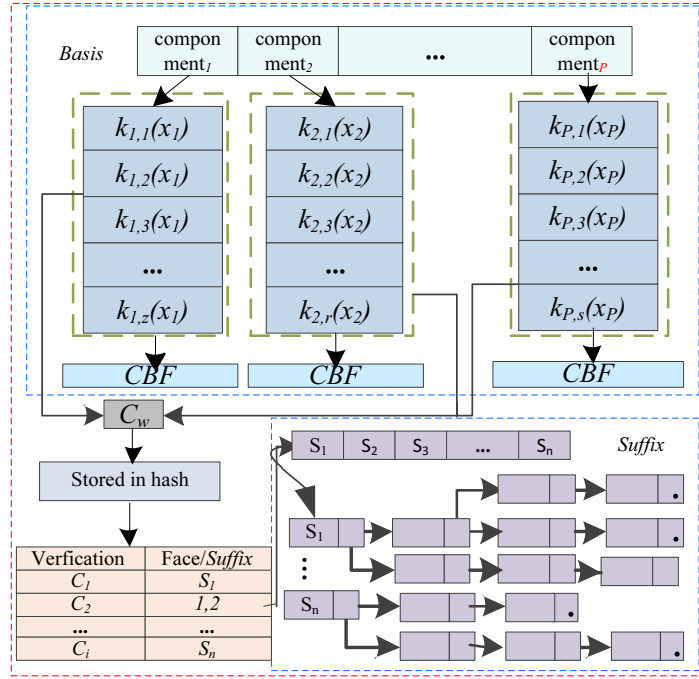 Basis
compon compon ... compon
ment1 ment2 mentP
k1,1(x1) k2,1(x2) kP,1(xP)
k1,2(x1) k2,2(x2) kP,2(xP)
k1,3(x1) k2,3(x2) kP,3(xP)
... ... ...
k1,z(x1) k2,r(x2) kP,s(xP)
CBF CBF CBF
Cw
S1 S2 S3 ... Sn Suffix
Stored in hash
S1
Verfication Face/Suffix
C1 S1
C2 1,2
... ...
Ci Sn
⋮
Sn